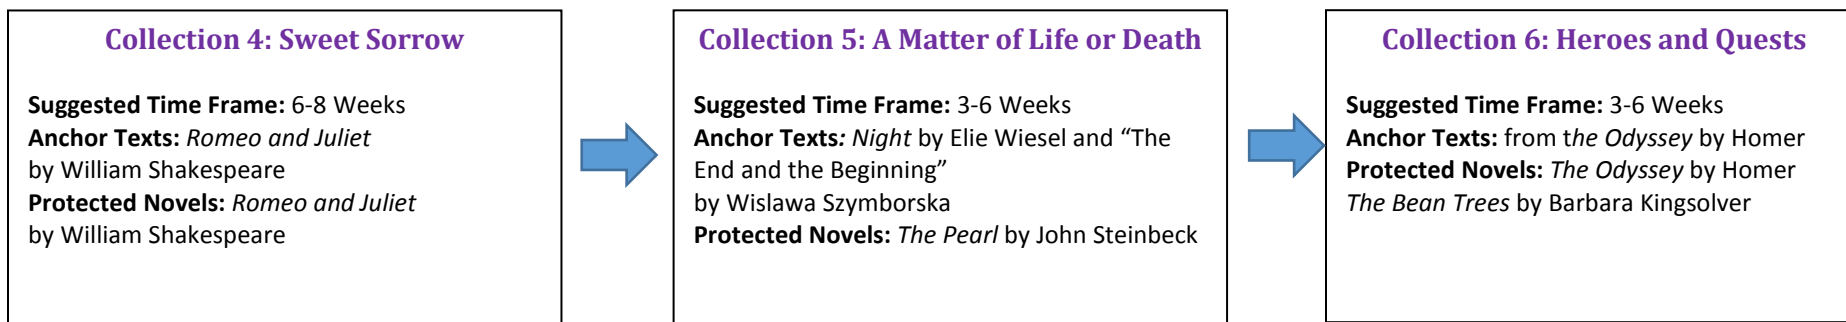 Collection 4: Sweet Sorrow
Suggested Time Frame: 6-8 Weeks
Anchor Texts: Romeo and Juliet
by William Shakespeare
Protected Novels: Romeo and Juliet
by William Shakespeare
Collection 5: A Matter of Life or Death
Suggested Time Frame: 3-6 Weeks
Anchor Texts: Night by Elie Wiesel and “The
End and the Beginning”
by Wislawa Szymborska
Protected Novels: The Pearl by John Steinbeck
Collection 6: Heroes and Quests
Suggested Time Frame: 3-6 Weeks
Anchor Texts: from the Odyssey by Homer
Protected Novels: The Odyssey by Homer
The Bean Trees by Barbara Kingsolver